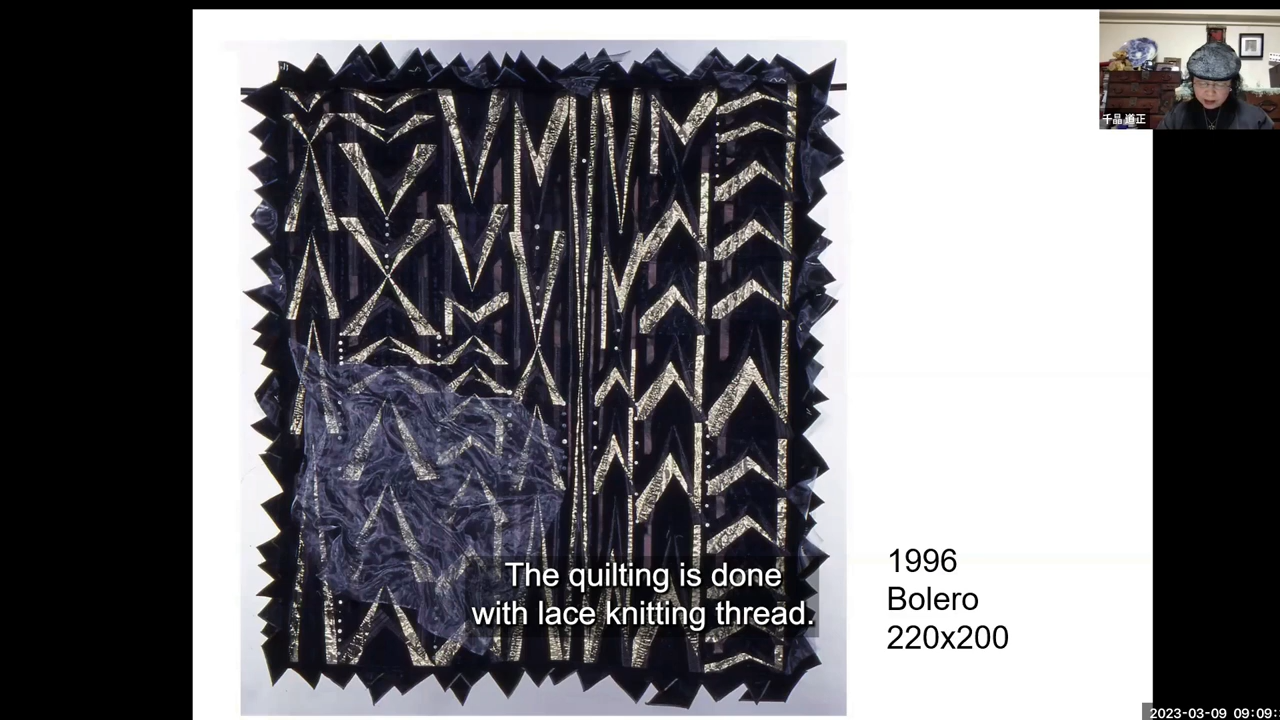 千晶 道正
The quilting is done
with lace knitting thread.
1996
Bolero
220x200
2023-03-09 09:09: